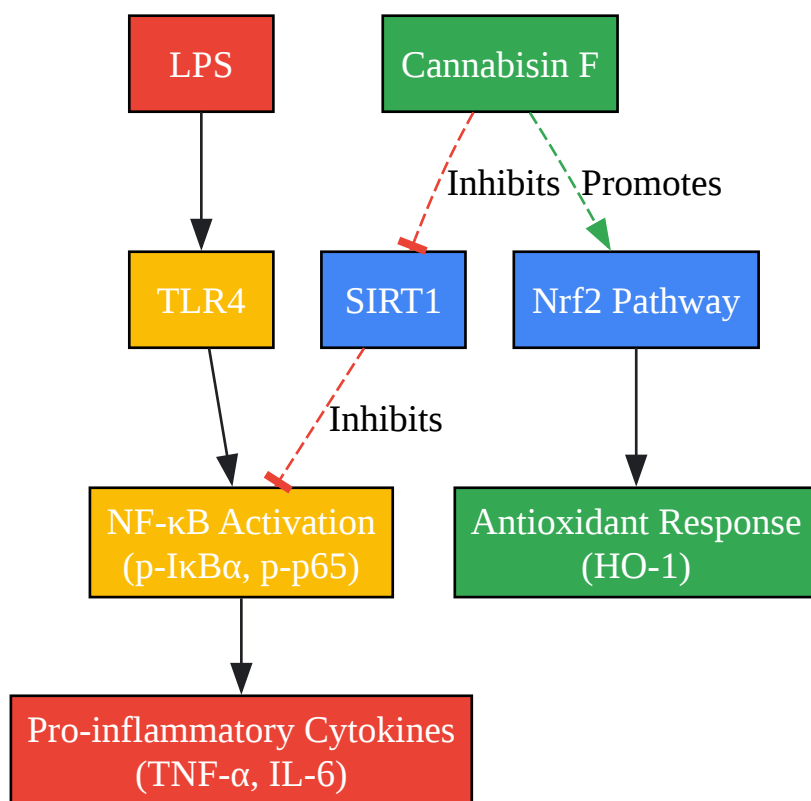 LPS
Cannabisin F
Inhibits
Promotes
TLR4
SIRT1
Nrf2 Pathway
Inhibits
NF-κB Activation
(p-IκBα, p-p65)
Antioxidant Response
(HO-1)
Pro-inflammatory Cytokines
(TNF-α, IL-6)